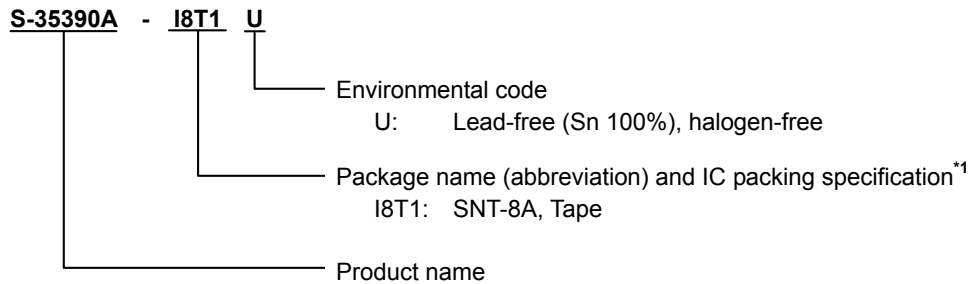 S-35390A - I8T1 U
Environmental code
U: Lead-free (Sn 100%), halogen-free
Package name (abbreviation) and IC packing specification*1
I8T1: SNT-8A, Tape
Product name